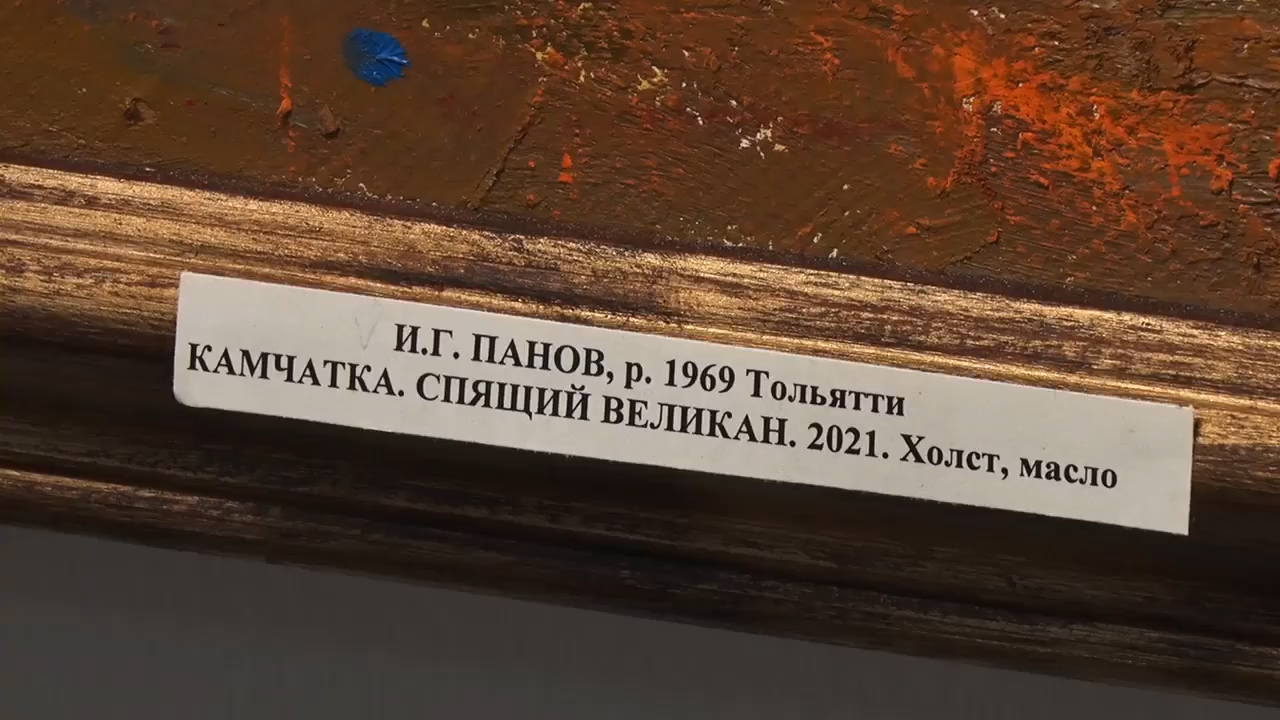 И.Г. ПАНОВ, р. 1969 Тольятти
КАМЧАТКА. СПЯЩИЙ ВЕЛИКАН. 2021. Холст, масло